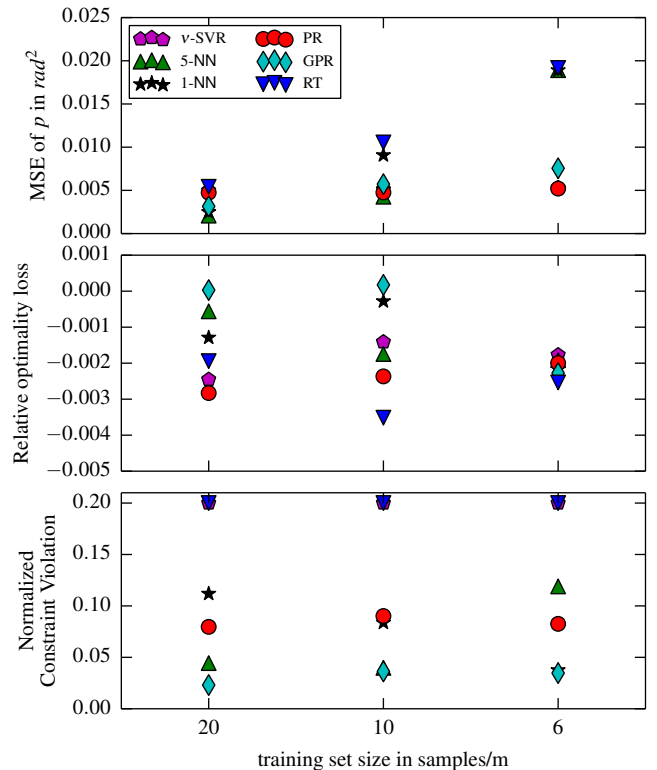 0.025
0.020
0.015
0.010
0.005
0.000
MSE of p in rad²
ν-SVR
5-NN
1-NN
PR
GPR
RT
0.001
0.000
−0.001
−0.002
−0.003
−0.004
−0.005
Relative optimality loss
0.20
0.15
0.10
0.05
0.00
Normalized
Constraint Violation
20 10 6
training set size in samples/m